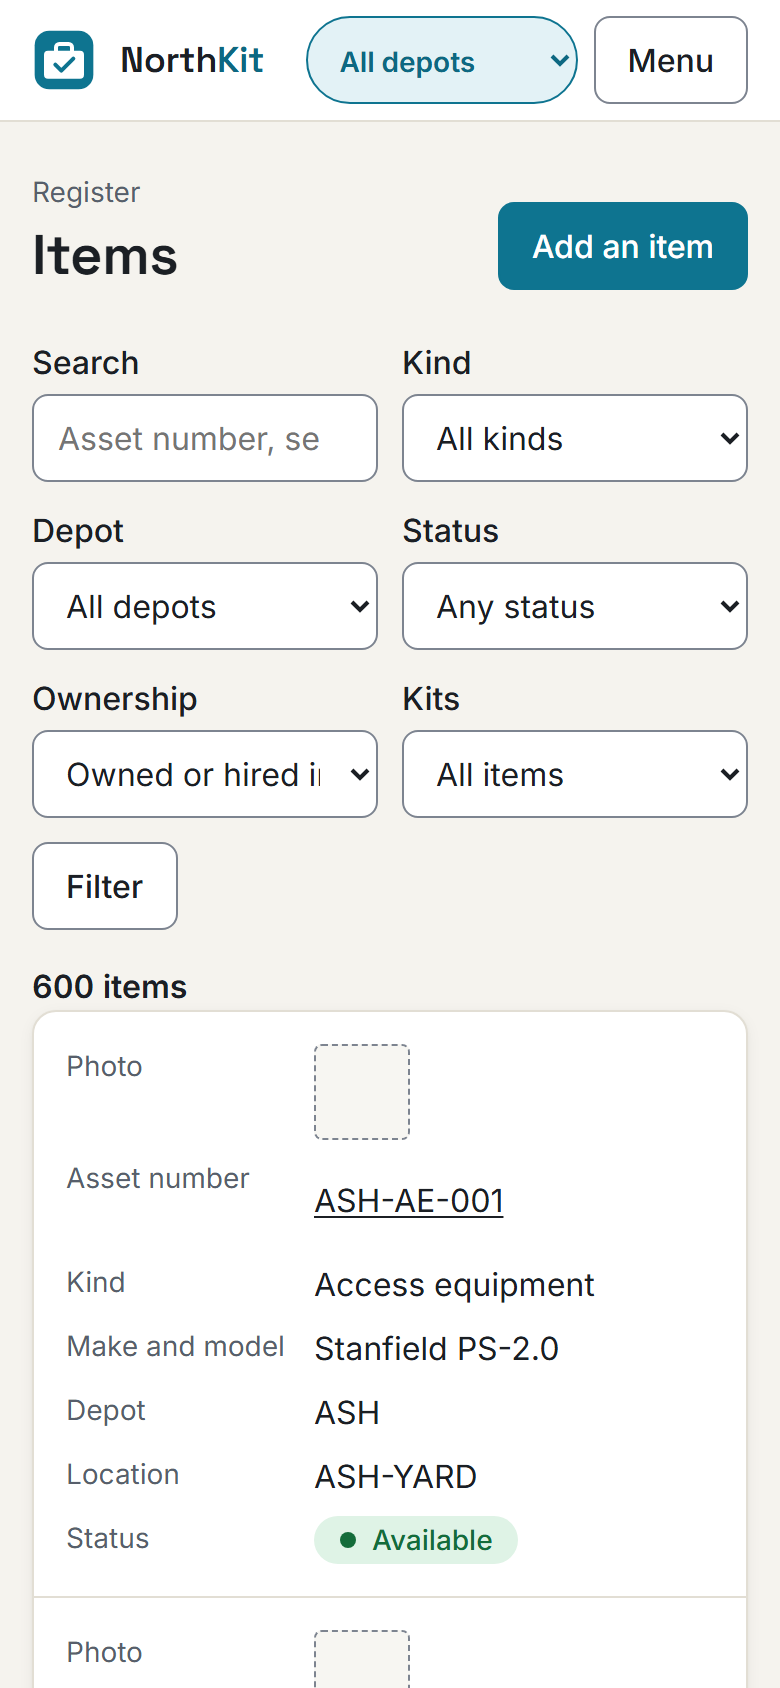 NorthKit All depots Menu
Register
Items
Add an item
Search Kind
Asset number, se All kinds
Depot Status
All depots Any status
Ownership Kits
Owned or hired All items
Filter
600 items
Photo
Asset number ASH-AE-001
Kind Access equipment
Make and model Stanfield PS-2.0
Depot ASH
Location ASH-YARD
Status Available
Photo